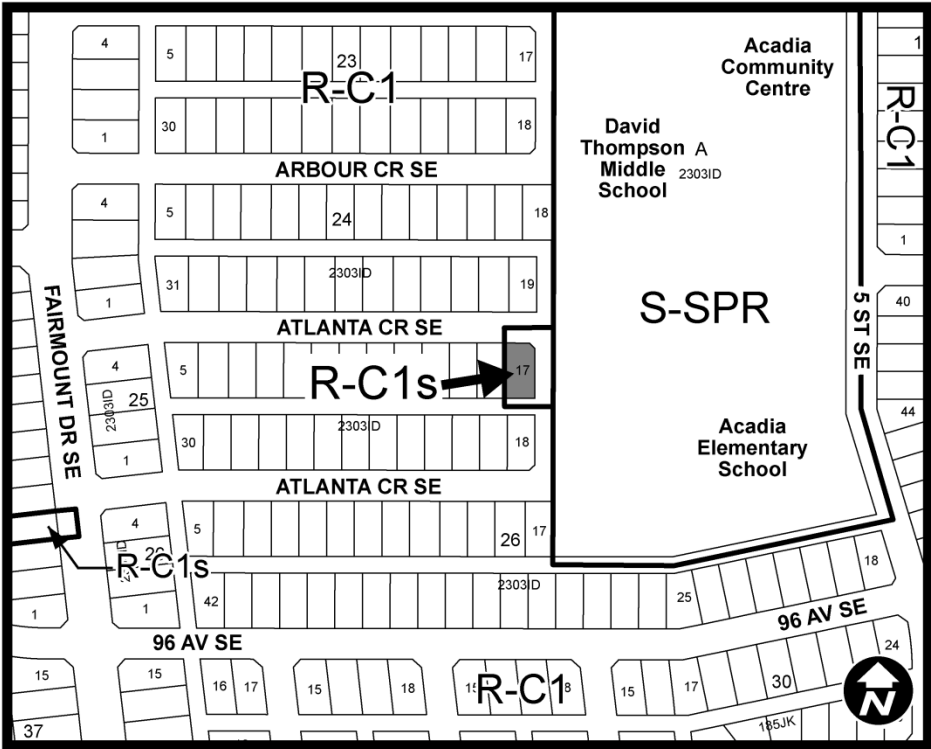 4
5
23
17
Acadia
Community
Centre
1
R-C1
R-C1
1
30
18
David
Thompson
Middle
School
A
2303ID
ARBOUR CR SE
4
5
24
18
1
31
2303ID
19
1
40
FAIRMOUNT DR SE
ATLANTA CR SE
S-SPR
5 ST SE
4
5
R-C1s
17
25
2303ID
1
30
2303ID
18
Acadia
Elementary
School
44
ATLANTA CR SE
4
5
26
17
R-C1s
2303ID
18
1
1
42
25
96 AV SE
96 AV SE
24
15
15
16
17
15
18
R-C1
15
17
30
N
37
185JK